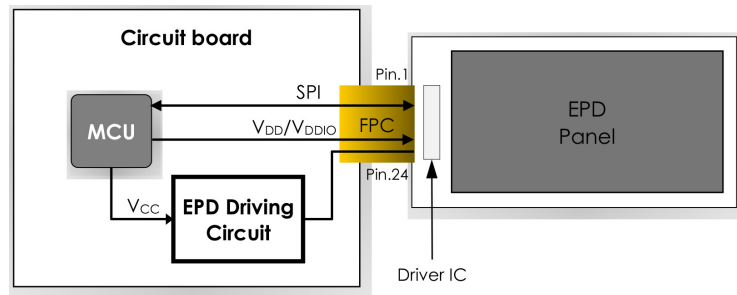 Circuit board
Pin.1
SPI
EPD
Panel
MCU
VDD/VDDIO
FPC
Pin.24
VCC
EPD Driving
Circuit
Driver IC